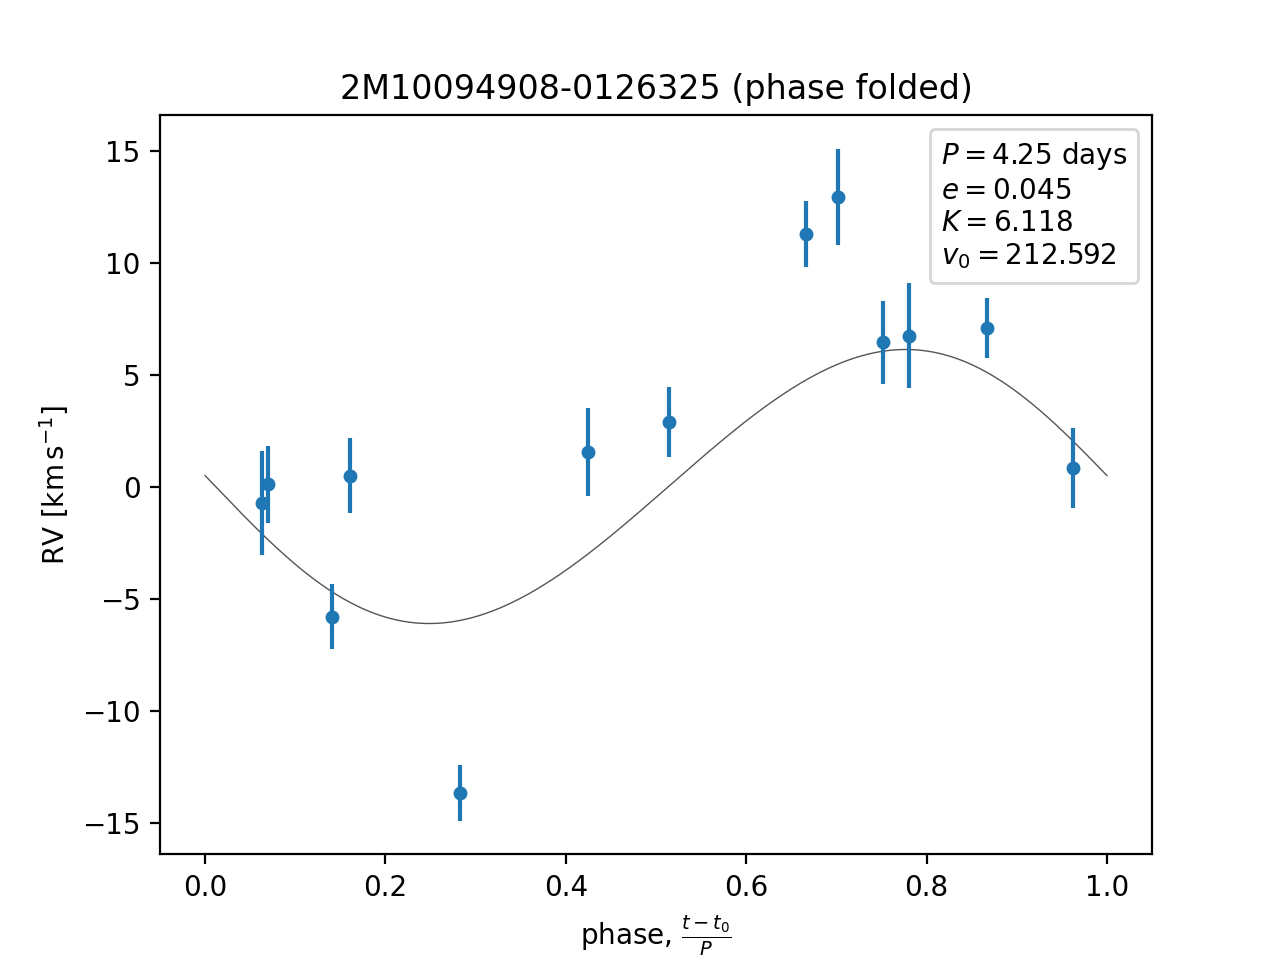 2M10094908-0126325 (phase folded)
P = 4.25 days
e = 0.045
K = 6.118
v₀ = 212.592
RV [km s⁻¹]
15
10
5
0
−5
−10
−15
0.0 0.2 0.4 0.6 0.8 1.0
phase, (t − t₀)/P